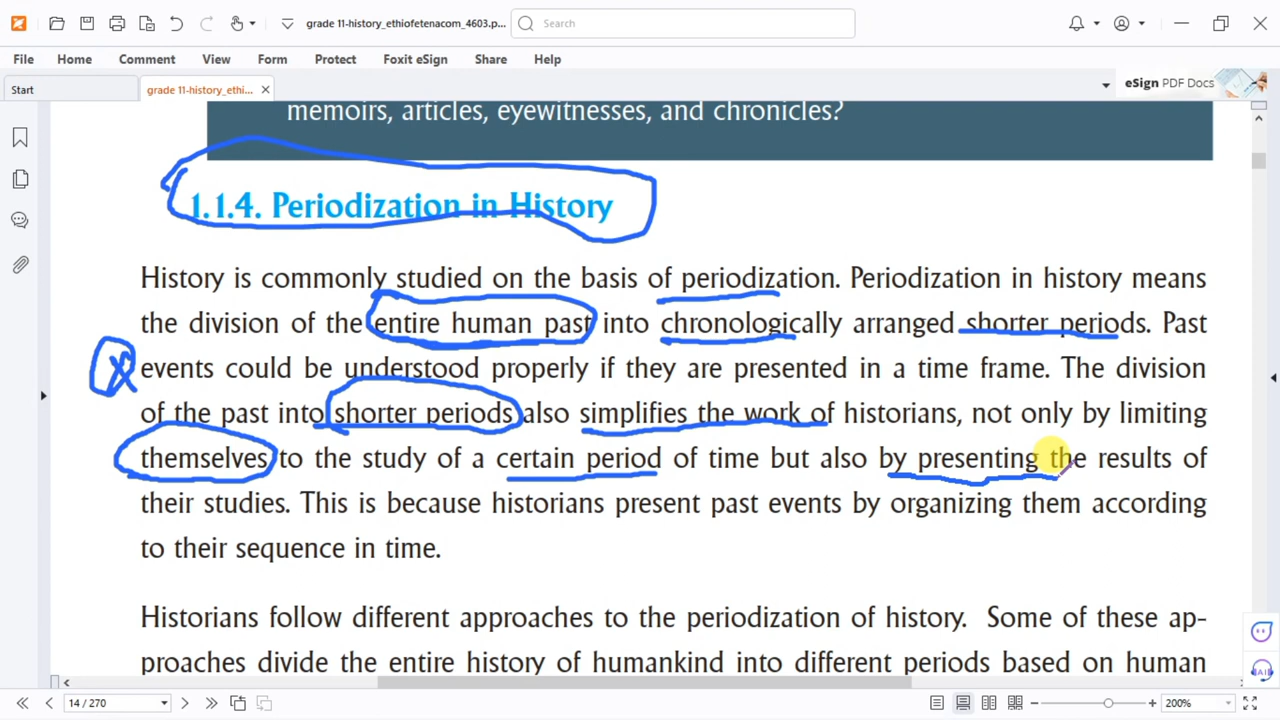 grade 11-history_ethiofetenacom_4603.p...
Search
File Home Comment View Form Protect Foxit eSign Share Help
Start
grade 11-history_ethi...
eSign PDF Docs
memoirs, articles, eyewitnesses, and chronicles?
1.1.4. Periodization in History
History is commonly studied on the basis of periodization. Periodization in history means
the division of the entire human past into chronologically arranged shorter periods. Past
events could be understood properly if they are presented in a time frame. The division
of the past into shorter periods also simplifies the work of historians, not only by limiting
themselves to the study of a certain period of time but also by presenting the results of
their studies. This is because historians present past events by organizing them according
to their sequence in time.
Historians follow different approaches to the periodization of history. Some of these ap-
proaches divide the entire history of humankind into different periods based on human
AI
14 / 270
200%